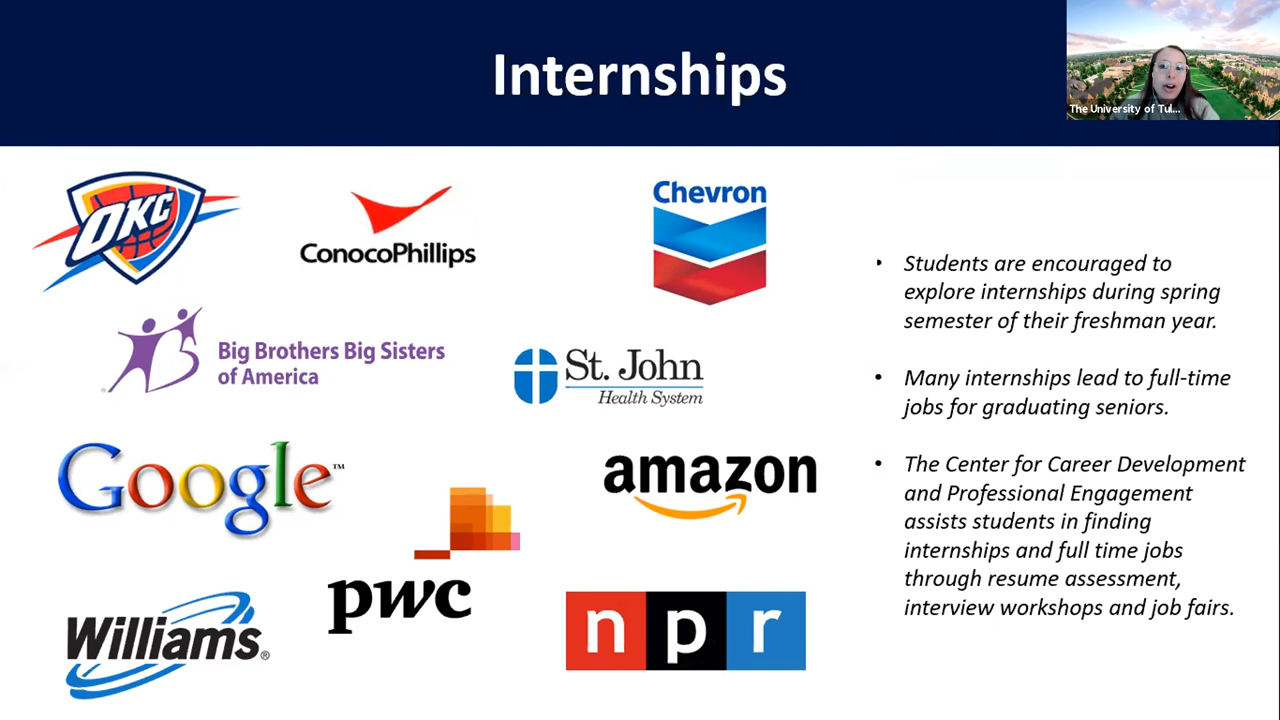 Internships
The University of Tul...
OKC
ConocoPhillips
Chevron
Big Brothers Big Sisters
of America
St. John
Health System
Google™
amazon
pwc
Williams®
npr
• Students are encouraged to
explore internships during spring
semester of their freshman year.
• Many internships lead to full-time
jobs for graduating seniors.
• The Center for Career Development
and Professional Engagement
assists students in finding
internships and full time jobs
through resume assessment,
interview workshops and job fairs.